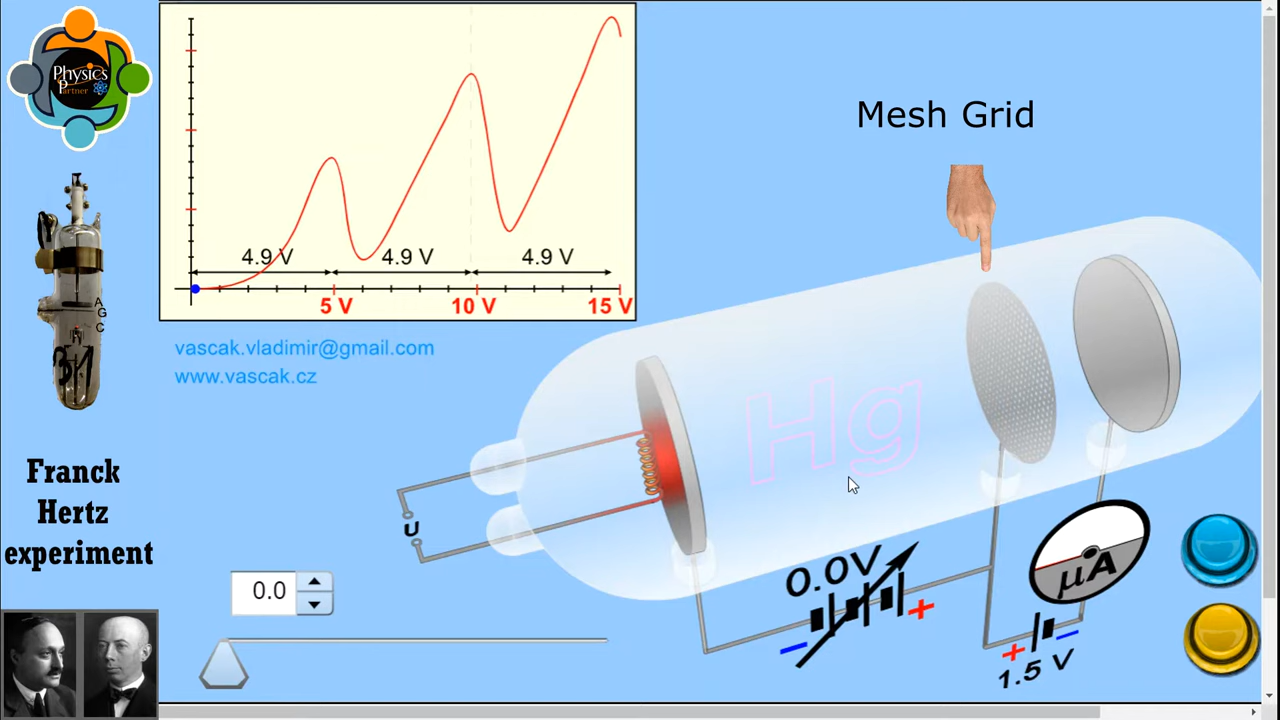 Physics
Partner
4.9 V
4.9 V
4.9 V
5 V
10 V
15 V
vascak.vladimir@gmail.com
www.vascak.cz
Mesh Grid
A
G
C
Franck
Hertz
experiment
Hg
U
0.0
0.0V
+
−
μA
+
−
1.5 V